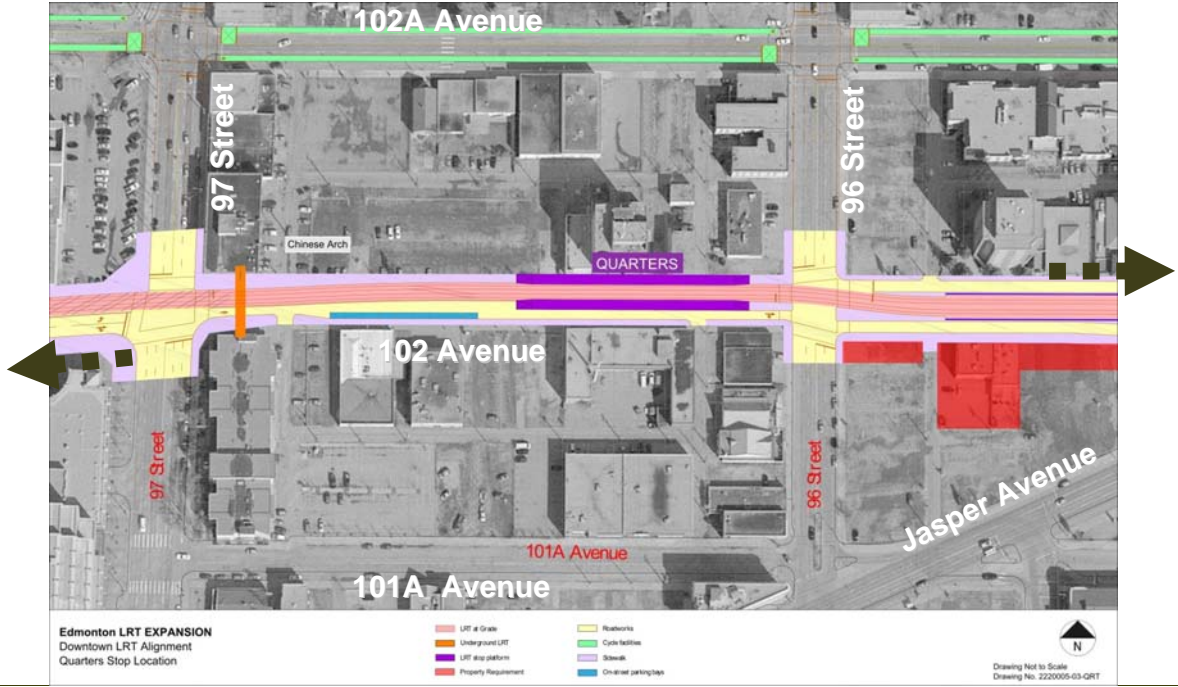 102A Avenue
97 Street
96 Street
Chinese Arch
QUARTERS
102 Avenue
97 Street
96 Street
Jasper Avenue
101A Avenue
101A Avenue
Edmonton LRT EXPANSION
Downtown LRT Alignment
Quarters Stop Location
LRT at Grade
Underground LRT
LRT stop platform
Property Requirement
Roadworks
Cycle facilities
Sidewalk
On-street parking bays
N
Drawing Not to Scale
Drawing No. 2220005-03-QRT